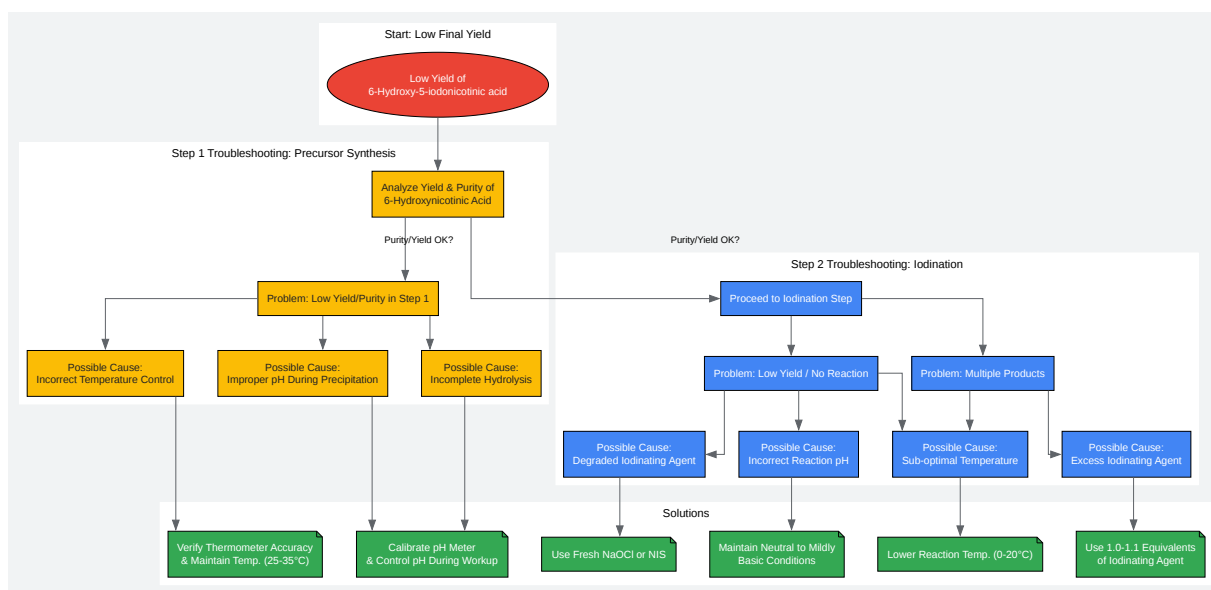 Start: Low Final Yield
Low Yield of
6-Hydroxy-5-iodonicotinic acid
Step 1 Troubleshooting: Precursor Synthesis
Analyze Yield & Purity of
6-Hydroxynicotinic Acid
Purity/Yield OK?
Purity/Yield OK?
Problem: Low Yield/Purity in Step 1
Possible Cause:
Incorrect Temperature Control
Possible Cause:
Improper pH During Precipitation
Possible Cause:
Incomplete Hydrolysis
Step 2 Troubleshooting: Iodination
Proceed to Iodination Step
Problem: Low Yield / No Reaction
Problem: Multiple Products
Possible Cause:
Degraded Iodinating Agent
Possible Cause:
Incorrect Reaction pH
Possible Cause:
Sub-optimal Temperature
Possible Cause:
Excess Iodinating Agent
Solutions
Verify Thermometer Accuracy
& Maintain Temp. (25-35°C)
Calibrate pH Meter
& Control pH During Workup
Use Fresh NaOCl or NIS
Maintain Neutral to Mildly
Basic Conditions
Lower Reaction Temp. (0-20°C)
Use 1.0-1.1 Equivalents
of Iodinating Agent